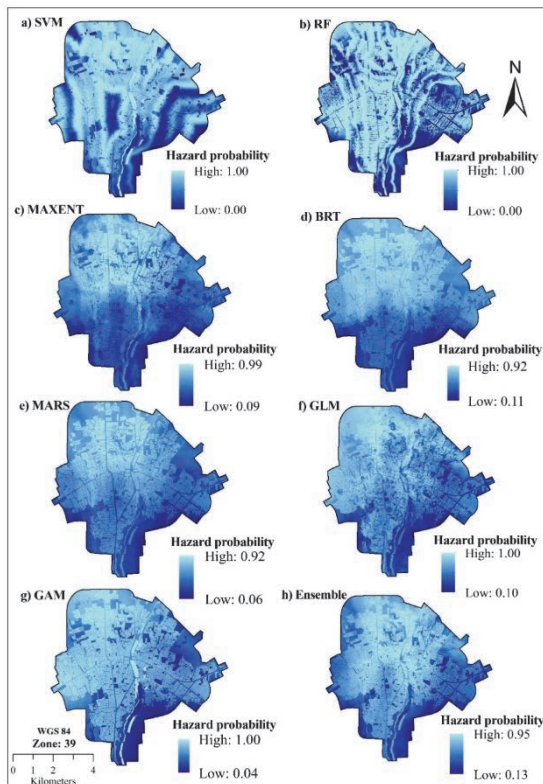 a) SVM
b) RF
N
Hazard probability
High: 1.00
Low: 0.00
Hazard probability
High: 1.00
Low: 0.00
c) MAXENT
d) BRT
Hazard probability
High: 0.99
Low: 0.09
Hazard probability
High: 0.92
Low: 0.11
e) MARS
f) GLM
Hazard probability
High: 0.92
Low: 0.06
Hazard probability
High: 1.00
Low: 0.10
g) GAM
h) Ensemble
Hazard probability
High: 1.00
Low: 0.04
Hazard probability
High: 0.95
Low: 0.13
WGS 84
Zone: 39
0 2 4
Kilometers